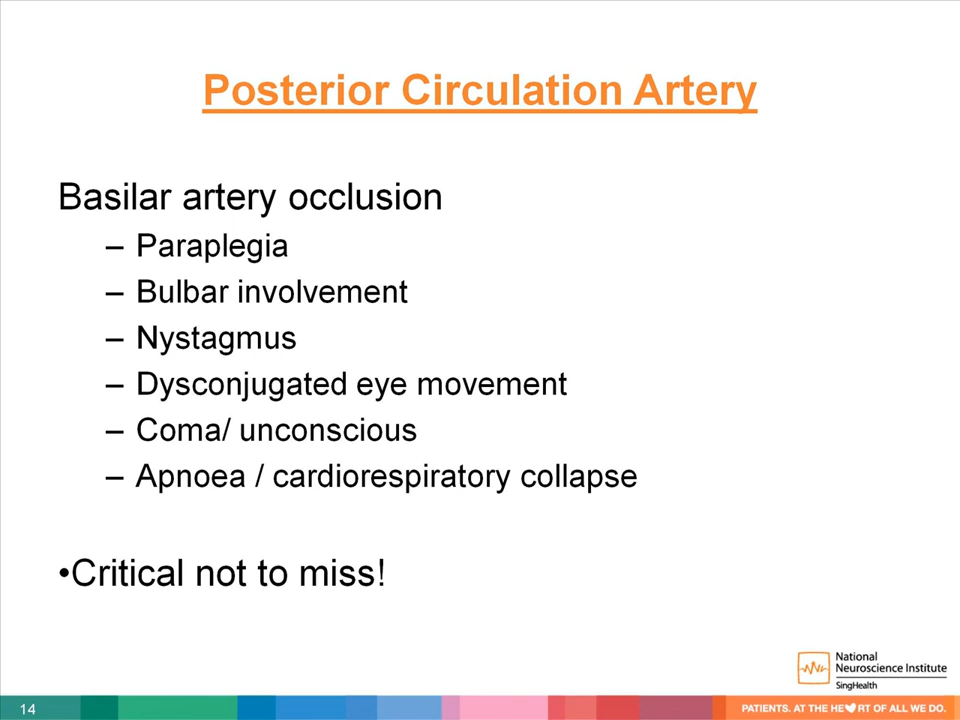 Posterior Circulation Artery
Basilar artery occlusion
– Paraplegia
– Bulbar involvement
– Nystagmus
– Dysconjugated eye movement
– Coma/ unconscious
– Apnoea / cardiorespiratory collapse
•Critical not to miss!
National
Neuroscience Institute
SingHealth
14
PATIENTS. AT THE HE♥RT OF ALL WE DO.